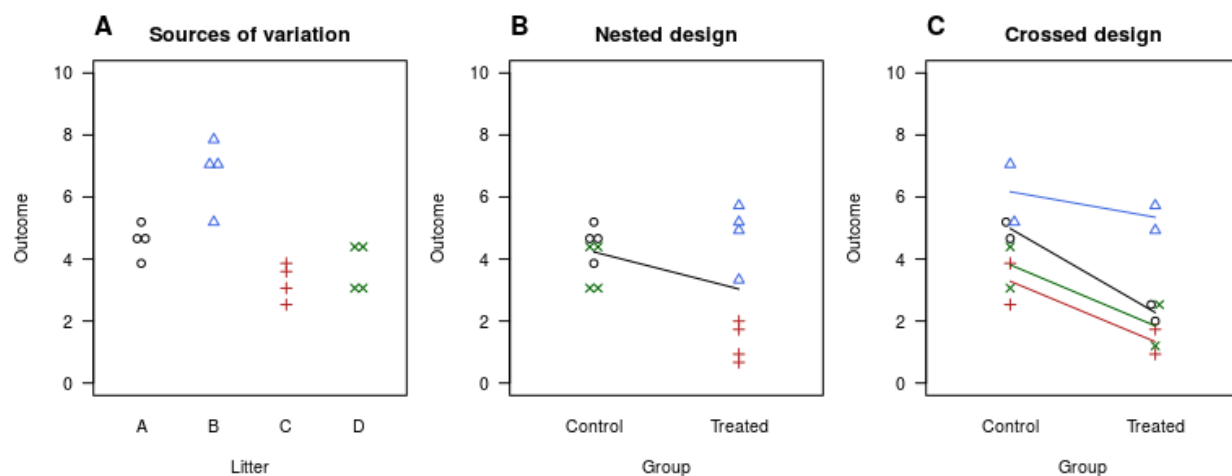 A Sources of variation
10
8
6
4
2
0
Outcome
A B C D
Litter
B Nested design
10
8
6
4
2
0
Outcome
Control Treated
Group
C Crossed design
10
8
6
4
2
0
Outcome
Control Treated
Group